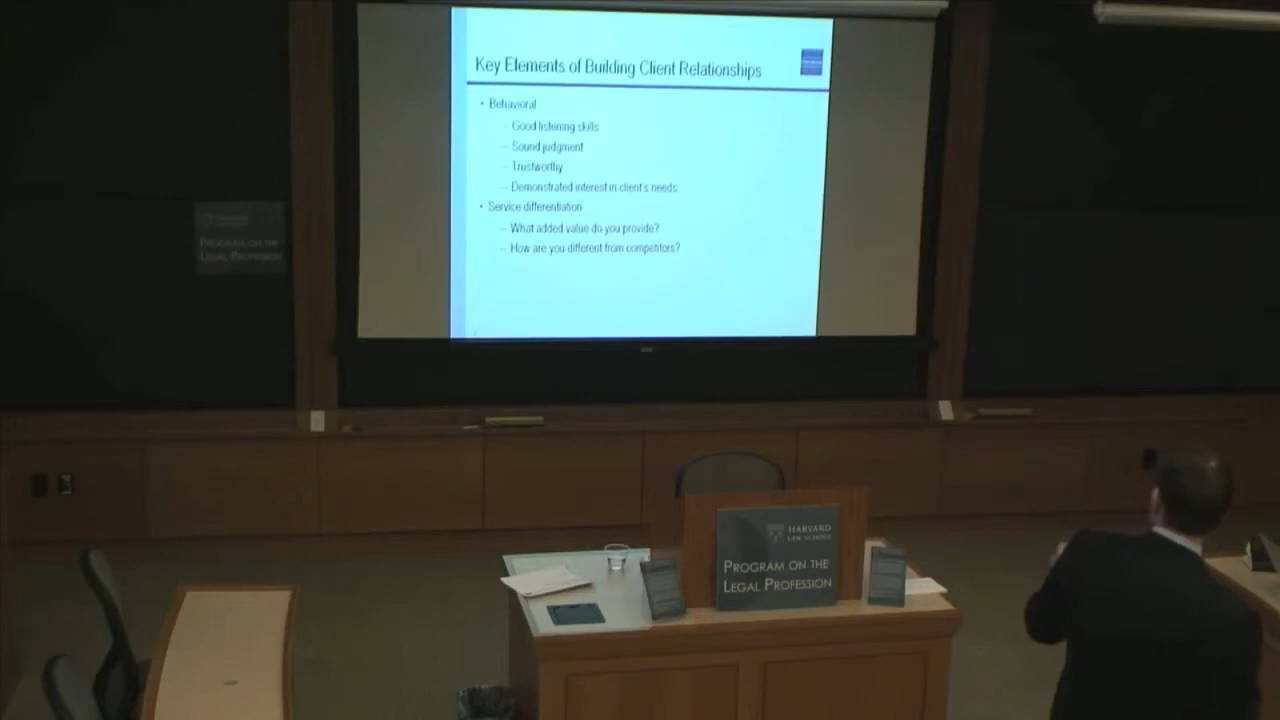 Key Elements of Building Client Relationships
• Behavioral
– Good listening skills
– Sound judgment
– Trustworthy
– Demonstrated interest in client's needs
• Service differentiation
– What added value do you provide?
– How are you different from competitors?
PROGRAM ON THE
LEGAL PROFESSION
HARVARD
LAW SCHOOL
PROGRAM ON THE
LEGAL PROFESSION